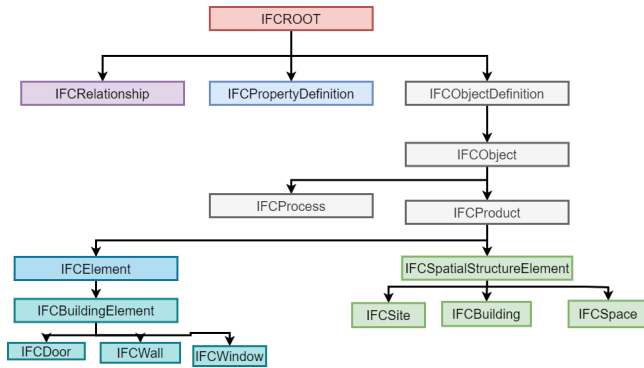 IFCROOT
IFCRelationship
IFCPropertyDefinition
IFCObjectDefinition
IFCObject
IFCProcess
IFCProduct
IFCElement
IFCSpatialStructureElement
IFCBuildingElement
IFCSite
IFCBuilding
IFCSpace
IFCDoor
IFCWall
IFCWindow